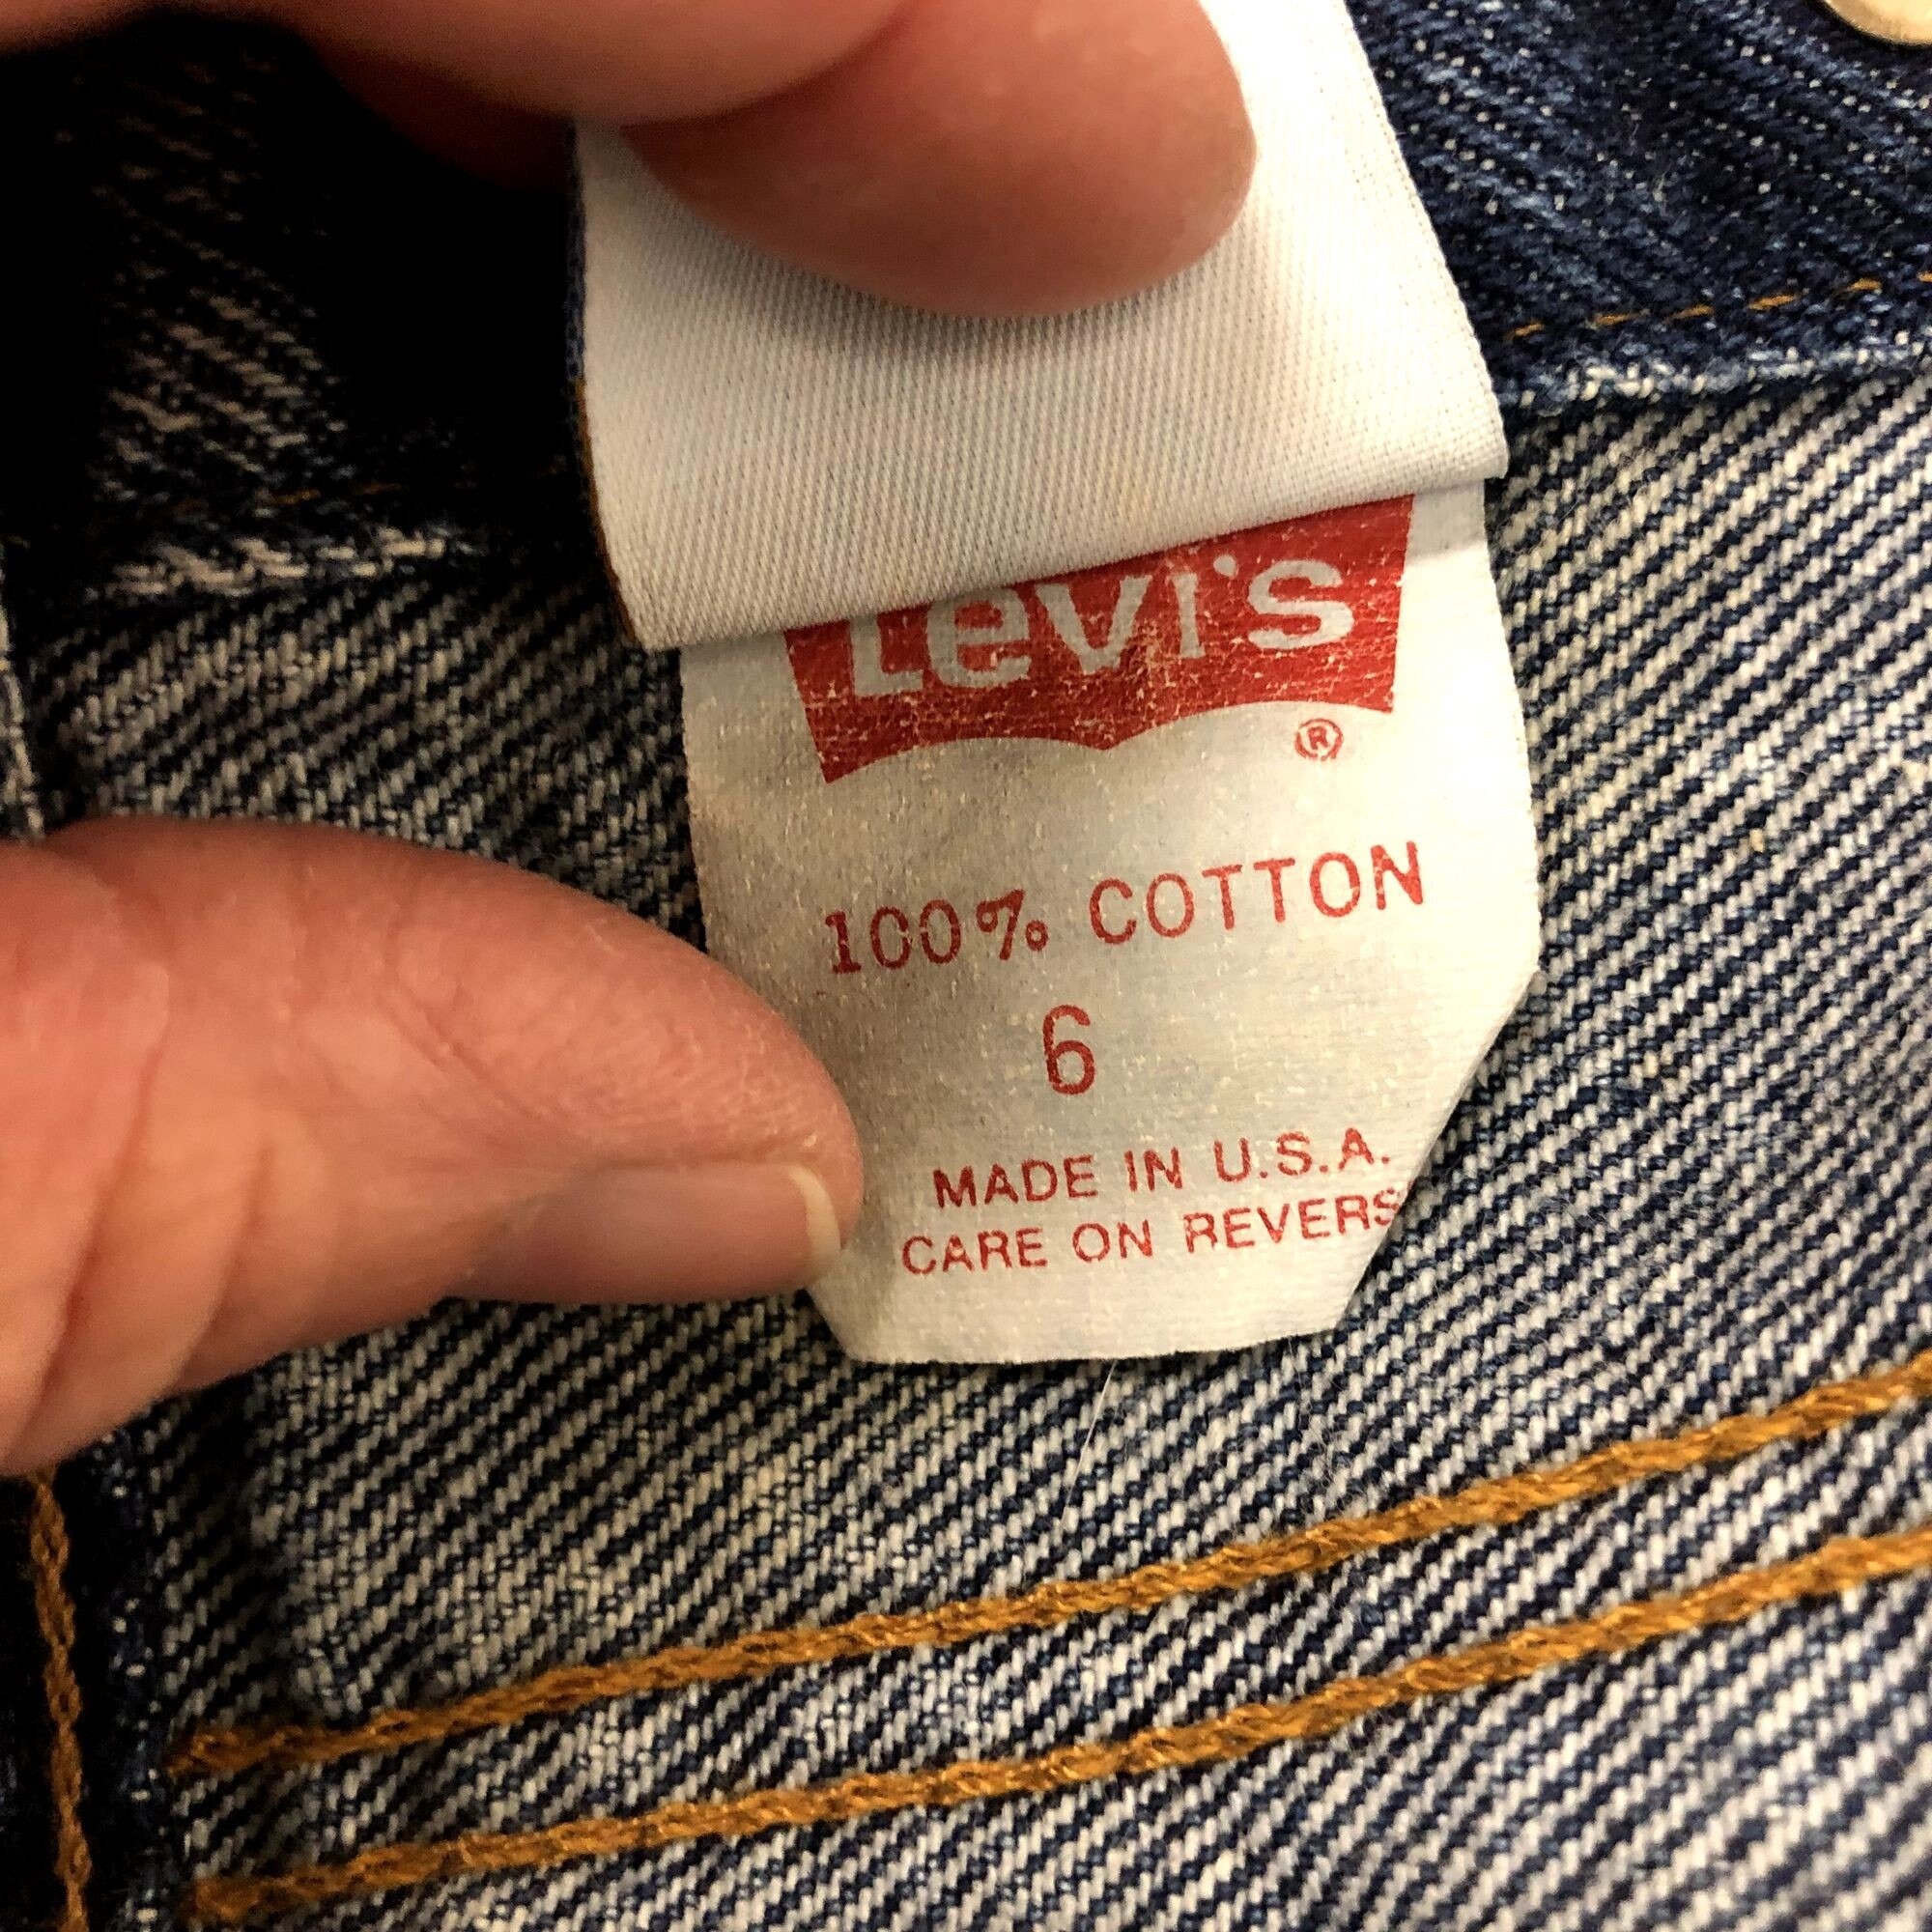 Levi's
®
100% COTTON
6
MADE IN U.S.A.
CARE ON REVERS